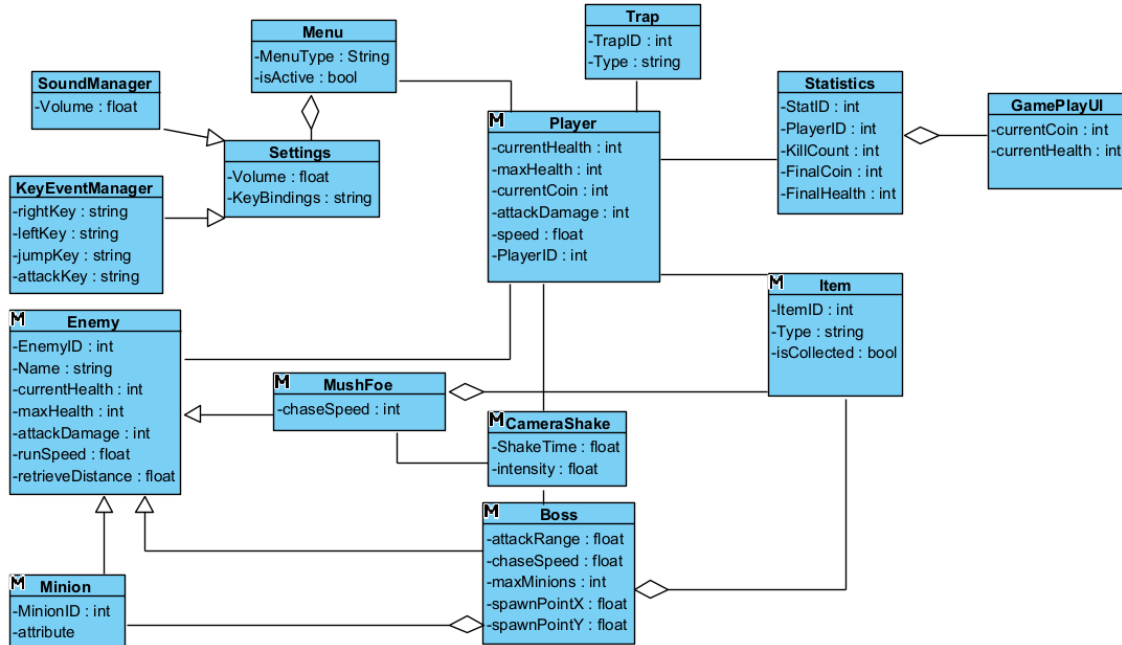 Menu
-MenuType : String
-isActive : bool
Trap
-TrapID : int
-Type : string
SoundManager
-Volume : float
Statistics
-StatID : int
-PlayerID : int
-KillCount : int
-FinalCoin : int
-FinalHealth : int
GamePlayUI
-currentCoin : int
-currentHealth : int
M
Player
-currentHealth : int
-maxHealth : int
-currentCoin : int
-attackDamage : int
-speed : float
-PlayerID : int
Settings
-Volume : float
-KeyBindings : string
KeyEventManager
-rightKey : string
-leftKey : string
-jumpKey : string
-attackKey : string
M
Item
-ItemID : int
-Type : string
-isCollected : bool
M
Enemy
-EnemyID : int
-Name : string
-currentHealth : int
-maxHealth : int
-attackDamage : int
-runSpeed : float
-retrieveDistance : float
M
MushFoe
-chaseSpeed : int
M
CameraShake
-ShakeTime : float
-intensity : float
M
Boss
-attackRange : float
-chaseSpeed : float
-maxMinions : int
-spawnPointX : float
-spawnPointY : float
M
Minion
-MinionID : int
-attribute